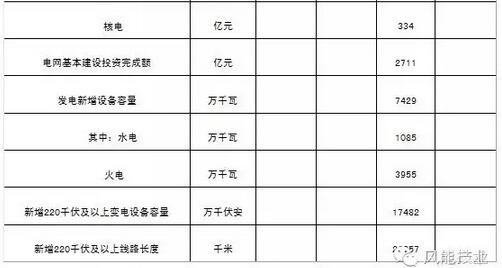 核电 亿元 334
电网基本建设投资完成额 亿元 2711
发电新增设备容量 万千瓦 7429
其中：水电 万千瓦 1085
火电 万千瓦 3955
新增220千伏及以上变电设备容量 万千伏安 17482
新增220千伏及以上线路长度 千米
风能技业